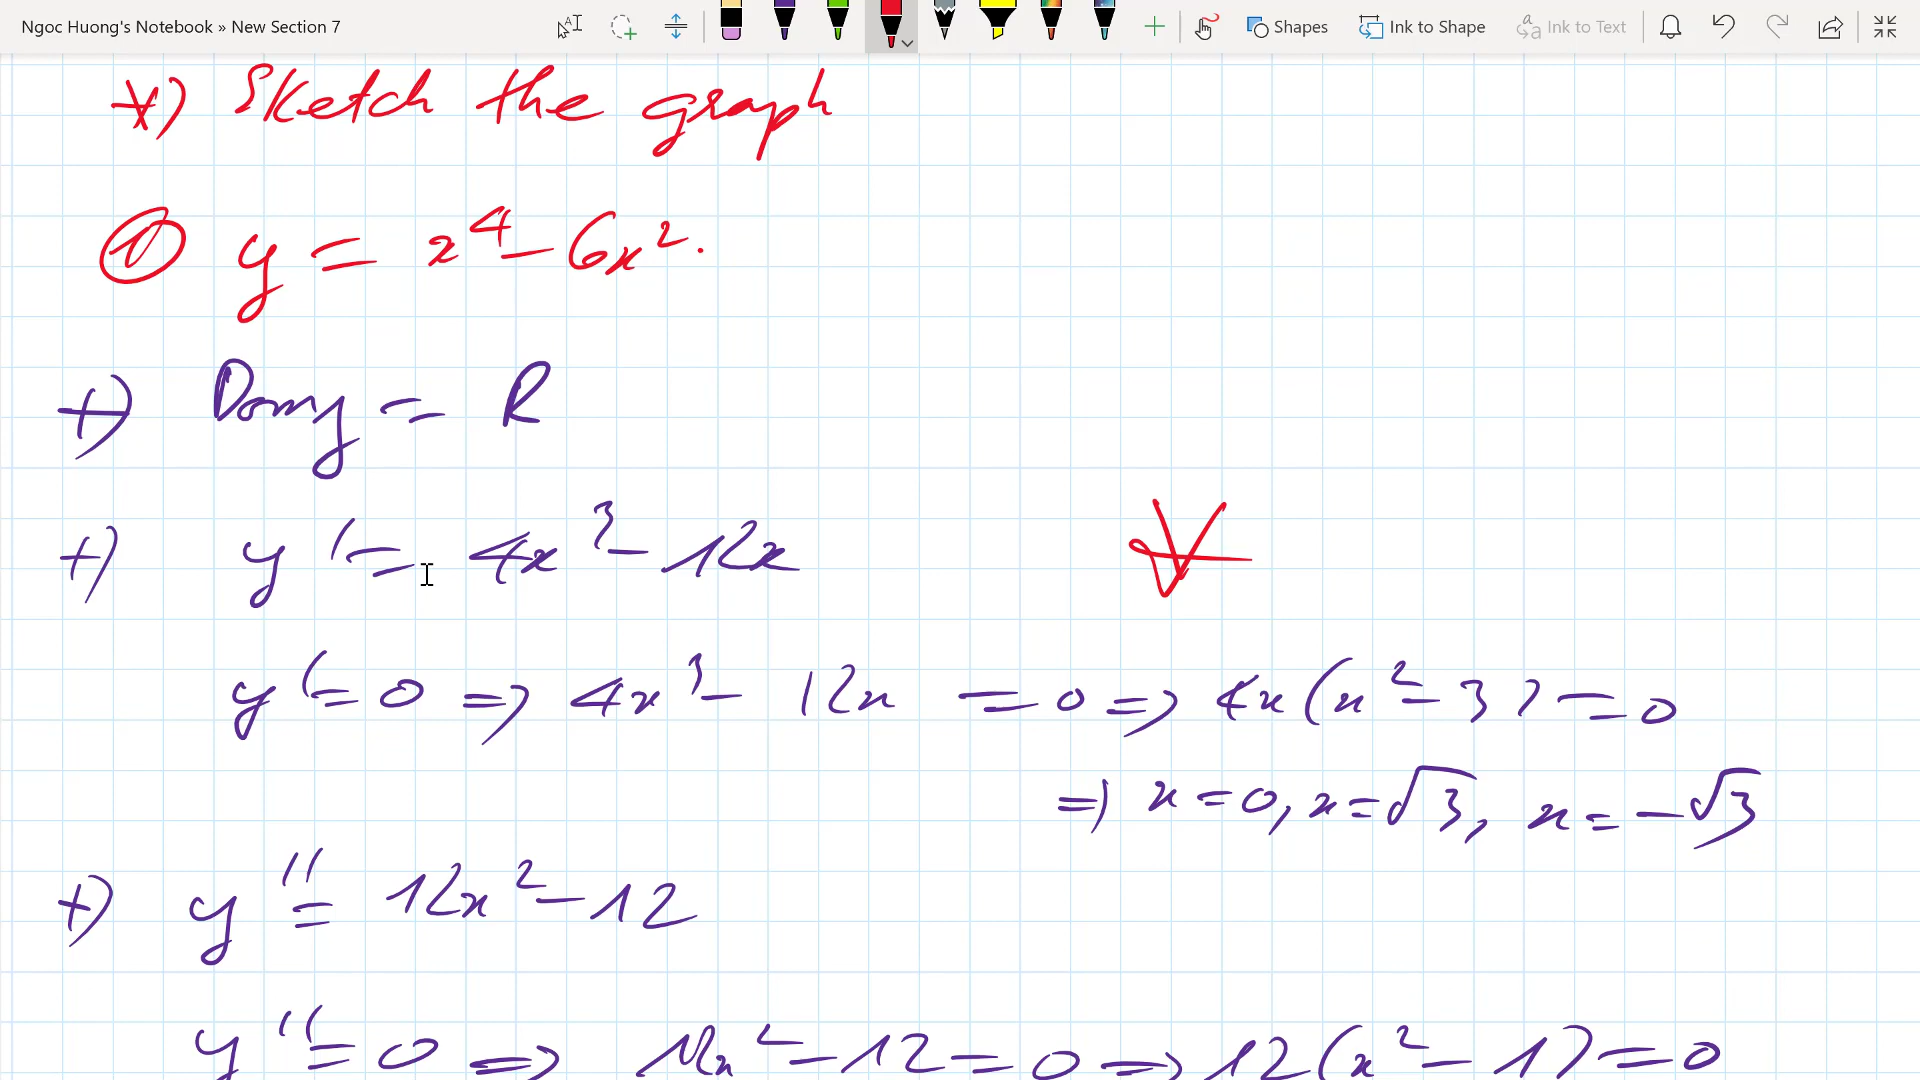 Ngoc Huong's Notebook » New Section 7
Shapes Ink to Shape Ink to Text
*) Sketch the graph
① y = x⁴ - 6x².
+) Domy = R
+) y' = 4x³ - 12x
y' = 0 => 4x³ - 12x = 0 => 4x(x² - 3) = 0
=> x = 0, x = √3, x = -√3
+) y'' = 12x² - 12
y'' = 0 => 12x² - 12 = 0 => 12(x² - 1) = 0